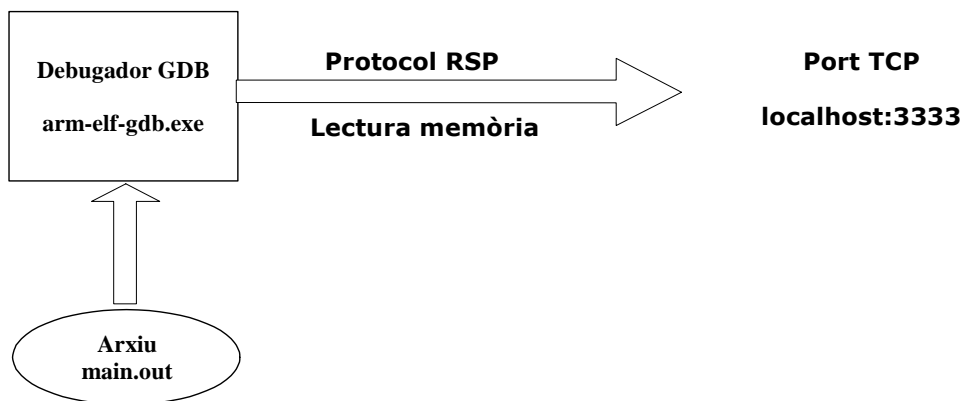 Debugador GDB
arm-elf-gdb.exe
Protocol RSP
Lectura memòria
Port TCP
localhost:3333
Arxiu
main.out